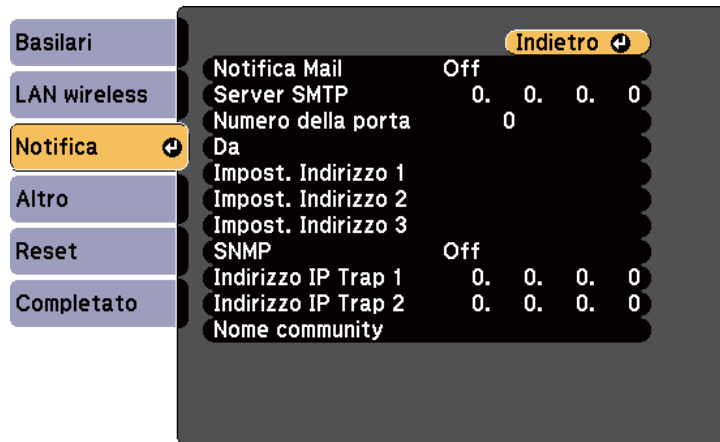 Basilari
LAN wireless
Notifica
Altro
Reset
Completato
Indietro
Notifica Mail Off
Server SMTP 0. 0. 0. 0
Numero della porta 0
Da
Impost. Indirizzo 1
Impost. Indirizzo 2
Impost. Indirizzo 3
SNMP Off
Indirizzo IP Trap 1 0. 0. 0. 0
Indirizzo IP Trap 2 0. 0. 0. 0
Nome community